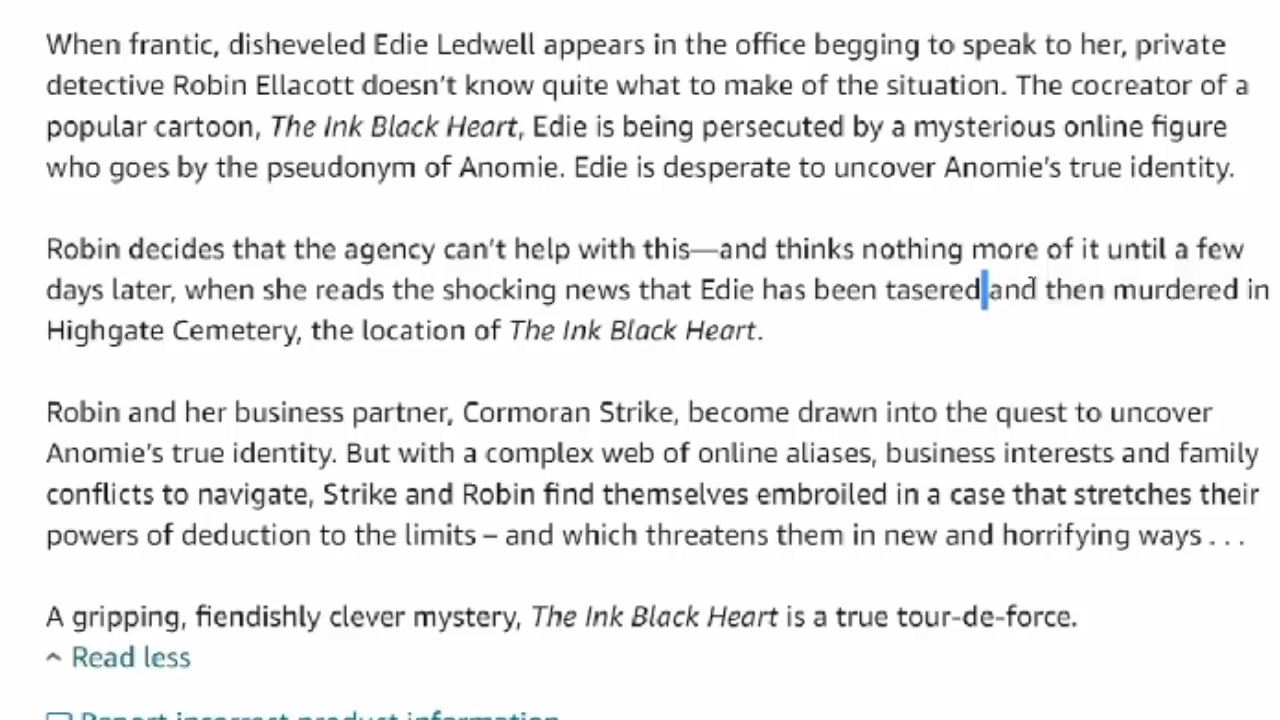 When frantic, disheveled Edie Ledwell appears in the office begging to speak to her, private
detective Robin Ellacott doesn’t know quite what to make of the situation. The cocreator of a
popular cartoon, The Ink Black Heart, Edie is being persecuted by a mysterious online figure
who goes by the pseudonym of Anomie. Edie is desperate to uncover Anomie’s true identity.
Robin decides that the agency can’t help with this—and thinks nothing more of it until a few
days later, when she reads the shocking news that Edie has been tasered and then murdered in
Highgate Cemetery, the location of The Ink Black Heart.
Robin and her business partner, Cormoran Strike, become drawn into the quest to uncover
Anomie’s true identity. But with a complex web of online aliases, business interests and family
conflicts to navigate, Strike and Robin find themselves embroiled in a case that stretches their
powers of deduction to the limits – and which threatens them in new and horrifying ways . . .
A gripping, fiendishly clever mystery, The Ink Black Heart is a true tour-de-force.
Read less
Report incorrect product information